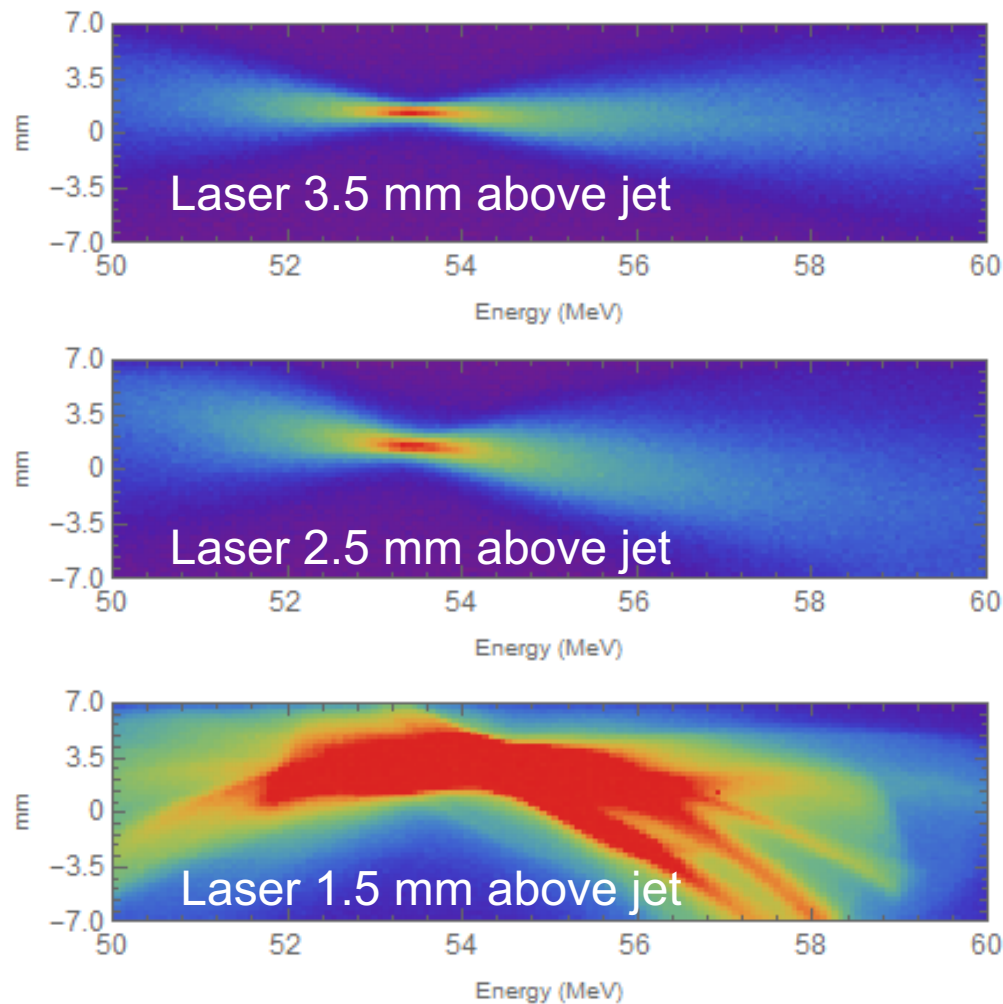 7.0
3.5
0
−3.5
−7.0
mm
Laser 3.5 mm above jet
50 52 54 56 58 60
Energy (MeV)
7.0
3.5
0
−3.5
−7.0
mm
Laser 2.5 mm above jet
50 52 54 56 58 60
Energy (MeV)
7.0
3.5
0
−3.5
−7.0
mm
Laser 1.5 mm above jet
50 52 54 56 58 60
Energy (MeV)